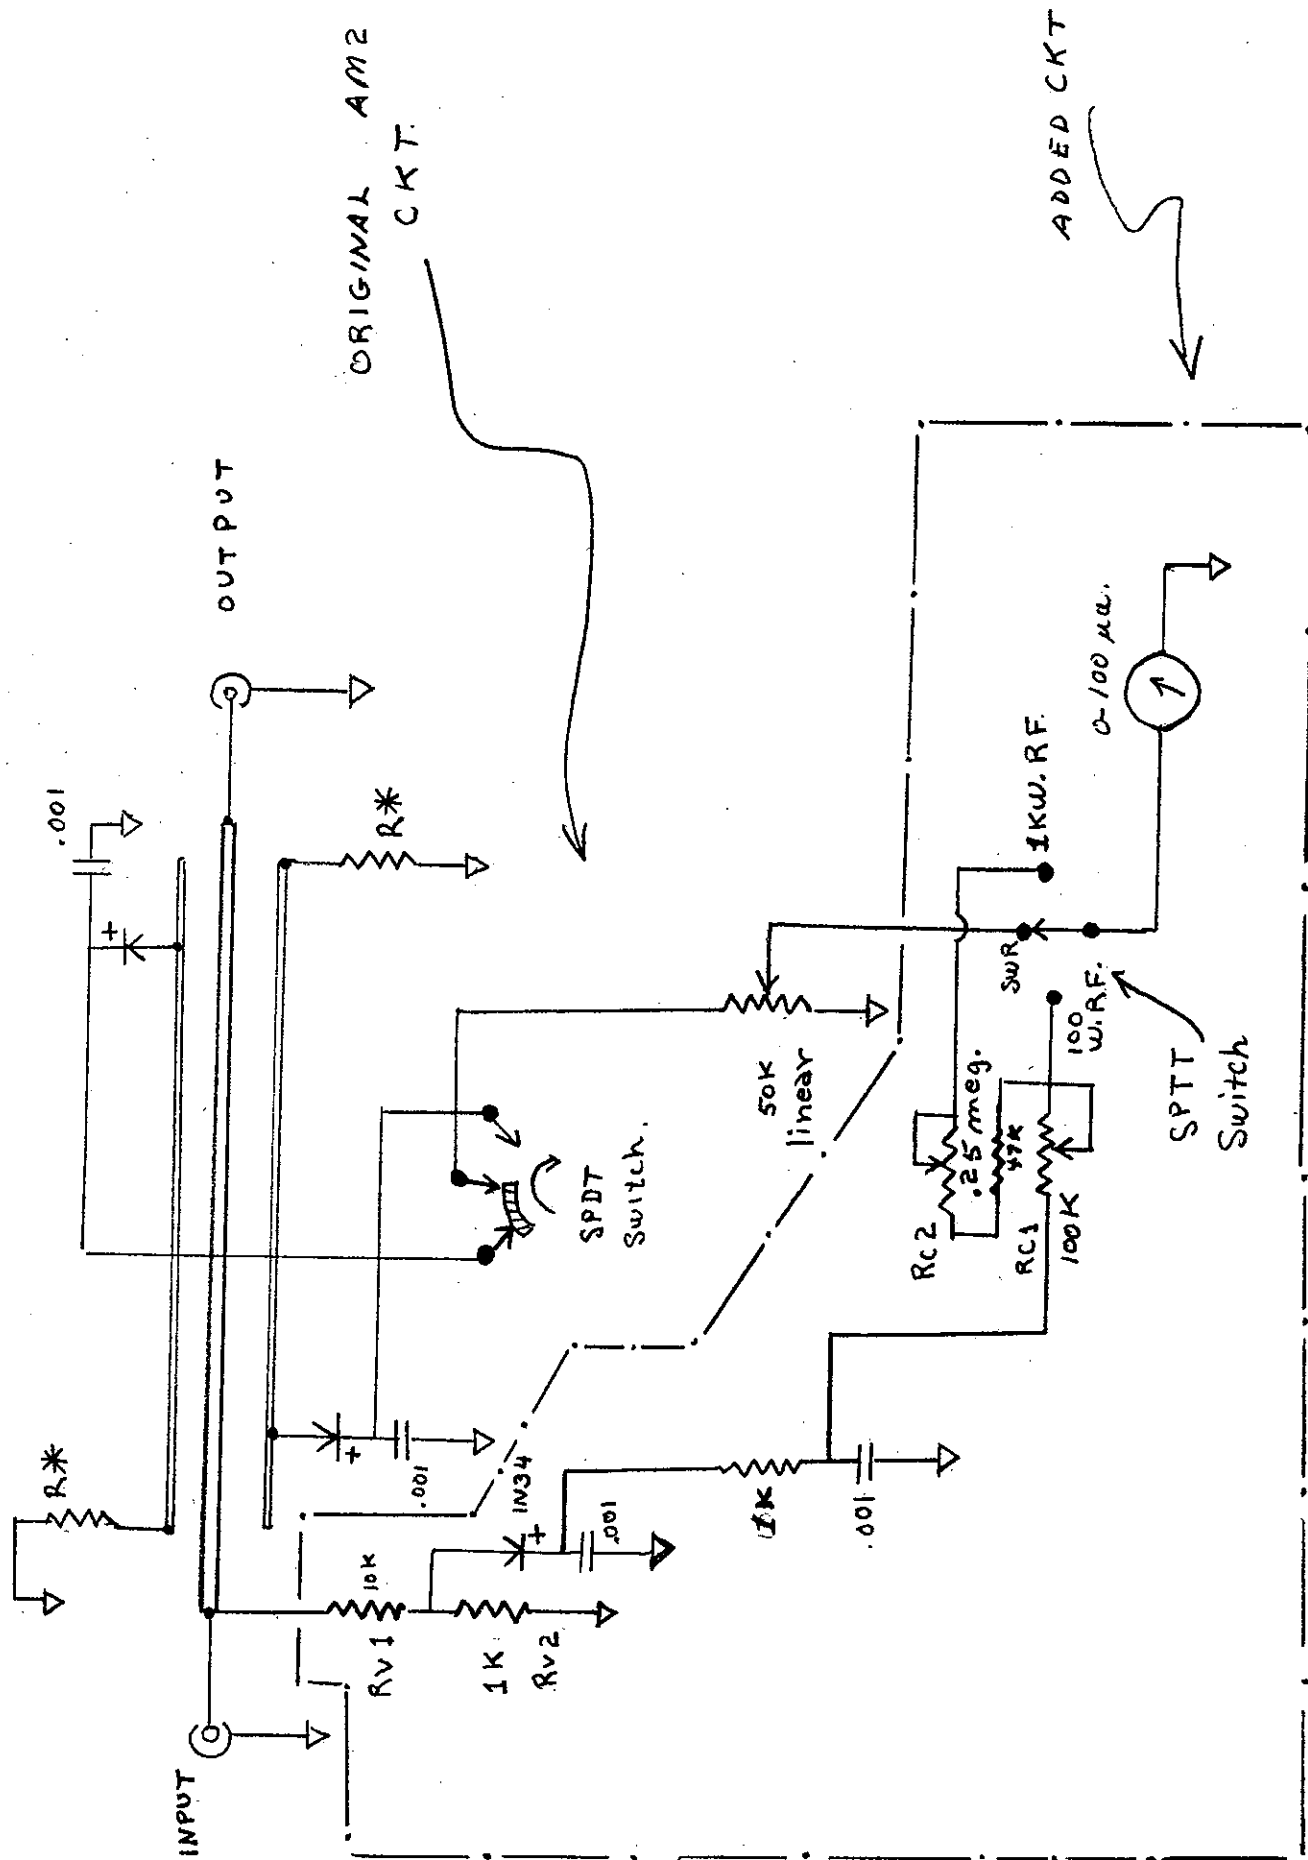 R*
.001
INPUT
OUTPUT
ORIGINAL AM2
CKT.
R*
Rv1
10K
1K
Rv2
.001
1N34
+
+
+
.001
SPDT
Switch.
50K
linear
1K
.001
Rc2
.25 meg.
47K
RC1
100K
100
W.R.F.
SWR
1KW.RF.
SPTT
Switch
0-100 µa.
ADDED CKT